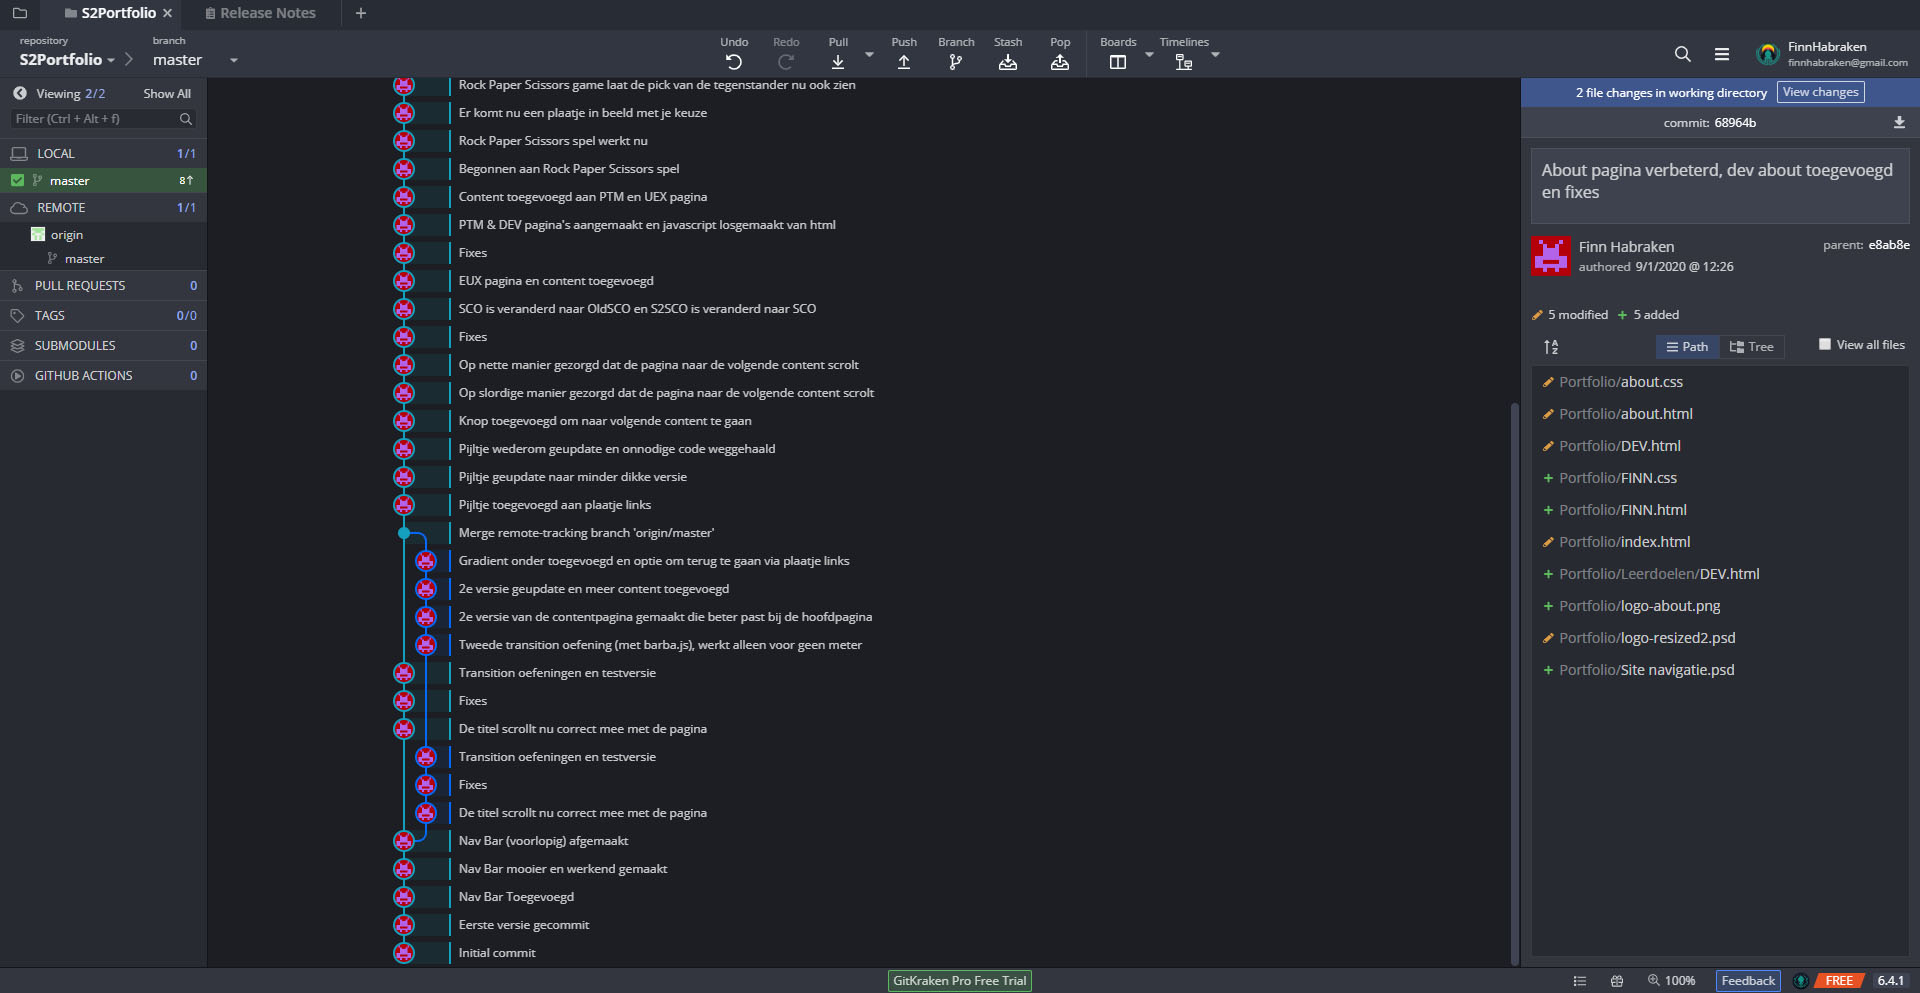 S2Portfolio
Release Notes
repository
S2Portfolio
branch
master
Undo
Redo
Pull
Push
Branch
Stash
Pop
Boards
Timelines
FinnHabraken
finnhabraken@gmail.com
Viewing 2/2
Show All
Filter (Ctrl + Alt + f)
LOCAL 1/1
master 8↑
REMOTE 1/1
origin
master
PULL REQUESTS 0
TAGS 0/0
SUBMODULES 0
GITHUB ACTIONS 0
Rock Paper Scissors game laat de pick van de tegenstander nu ook zien
Er komt nu een plaatje in beeld met je keuze
Rock Paper Scissors spel werkt nu
Begonnen aan Rock Paper Scissors spel
Content toegevoegd aan PTM en UEX pagina
PTM & DEV pagina's aangemaakt en javascript losgemaakt van html
Fixes
EUX pagina en content toegevoegd
SCO is veranderd naar OldSCO en S2SCO is veranderd naar SCO
Fixes
Op nette manier gezorgd dat de pagina naar de volgende content scrolt
Op slordige manier gezorgd dat de pagina naar de volgende content scrolt
Knop toegevoegd om naar volgende content te gaan
Pijltje wederom geupdate en onnodige code weggehaald
Pijltje geupdate naar minder dikke versie
Pijltje toegevoegd aan plaatje links
Merge remote-tracking branch 'origin/master'
Gradient onder toegevoegd en optie om terug te gaan via plaatje links
2e versie geupdate en meer content toegevoegd
2e versie van de contentpagina gemaakt die beter past bij de hoofdpagina
Tweede transition oefening (met barba.js), werkt alleen voor geen meter
Transition oefeningen en testversie
Fixes
De titel scrollt nu correct mee met de pagina
Transition oefeningen en testversie
Fixes
De titel scrollt nu correct mee met de pagina
Nav Bar (voorlopig) afgemaakt
Nav Bar mooier en werkend gemaakt
Nav Bar Toegevoegd
Eerste versie gecommit
Initial commit
2 file changes in working directory
View changes
commit: 68964b
About pagina verbeterd, dev about toegevoegd
en fixes
Finn Habraken
parent: e8ab8e
authored 9/1/2020 @ 12:26
5 modified + 5 added
Path
Tree
View all files
Portfolio/about.css
Portfolio/about.html
Portfolio/DEV.html
+ Portfolio/FINN.css
+ Portfolio/FINN.html
Portfolio/index.html
+ Portfolio/Leerdoelen/DEV.html
+ Portfolio/logo-about.png
Portfolio/logo-resized2.psd
+ Portfolio/Site navigatie.psd
GitKraken Pro Free Trial
100%
Feedback
FREE
6.4.1